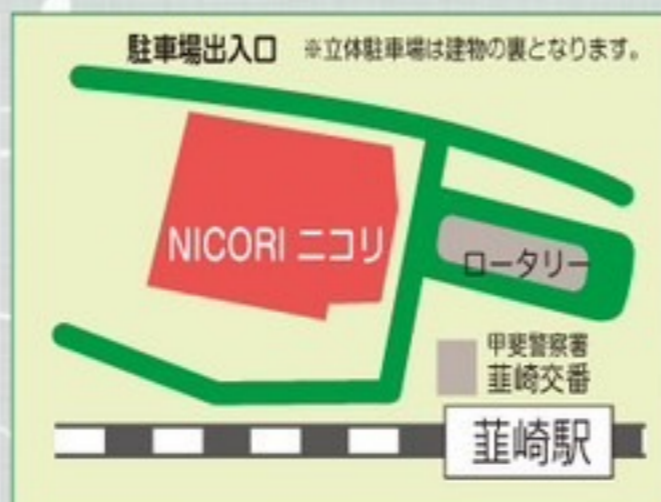 駐車場出入口 ※立体駐車場は建物の裏となります。
NICORI ニコリ
ロータリー
甲斐警察署
韮崎交番
韮崎駅